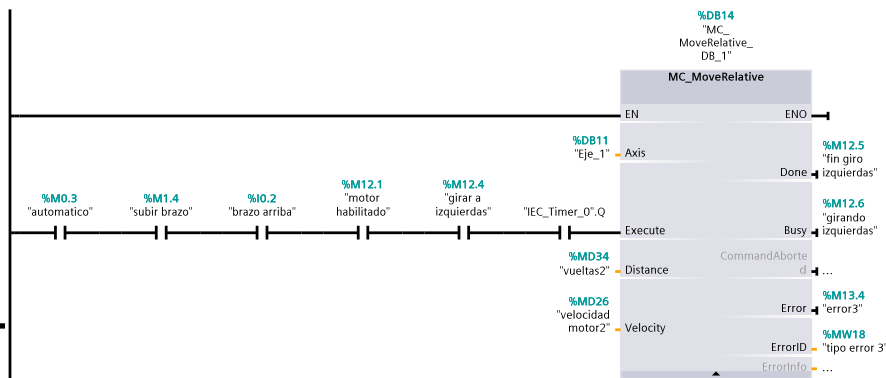 %DB14
"MC_
MoveRelative_
DB_1"
MC_MoveRelative
EN ENO
%DB11
"Eje_1" Axis
%M12.5
"fin giro
izquierdas"
Done
%M0.3
"automatico"
%M1.4
"subir brazo"
%I0.2
"brazo arriba"
%M12.1
"motor
habilitado"
%M12.4
"girar a
izquierdas"
"IEC_Timer_0".Q
Execute
%M12.6
"girando
izquierdas"
Busy
%MD34
"vueltas2" Distance
CommandAborte
d ...
%MD26
"velocidad
motor2" Velocity
%M13.4
"error3"
Error
%MW18
"tipo error 3'
ErrorID
ErrorInfo ...